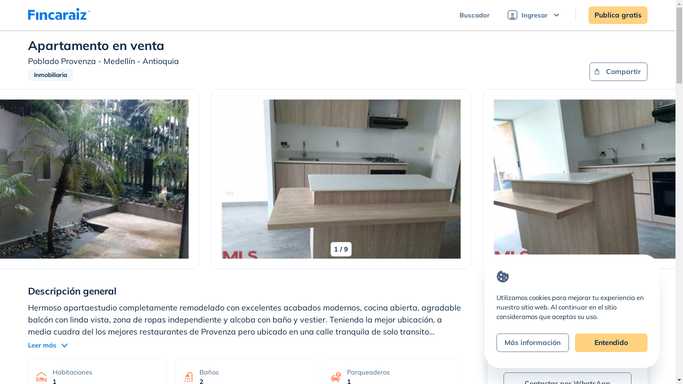 Fincaraiz
Buscador
Ingresar
Publica gratis
Apartamento en venta
Poblado Provenza - Medellín - Antioquia
Inmobiliaria
Compartir
MLS
1 / 9
MLS
Descripción general
Hermoso apartaestudio completamente remodelado con excelentes acabados modernos, cocina abierta, agradable
balcón con linda vista, zona de ropas independiente y alcoba con baño y vestier. Teniendo la mejor ubicación, a
media cuadra del los mejores restaurantes de Provenza pero ubicado en una calle tranquila de solo transito...
Leer más
Habitaciones
1
Baños
2
Parqueaderos
1
Utilizamos cookies para mejorar tu experiencia en
nuestro sitio web. Al continuar en el sitio
consideramos que aceptas su uso.
Más información
Entendido
Contactar por WhatsApp